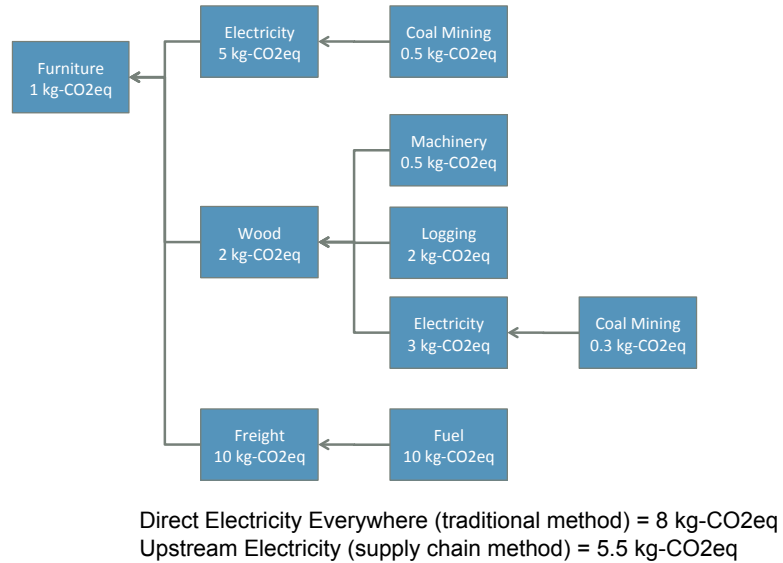 Furniture
1 kg-CO2eq
Electricity
5 kg-CO2eq
Coal Mining
0.5 kg-CO2eq
Machinery
0.5 kg-CO2eq
Wood
2 kg-CO2eq
Logging
2 kg-CO2eq
Electricity
3 kg-CO2eq
Coal Mining
0.3 kg-CO2eq
Freight
10 kg-CO2eq
Fuel
10 kg-CO2eq
Direct Electricity Everywhere (traditional method) = 8 kg-CO2eq
Upstream Electricity (supply chain method) = 5.5 kg-CO2eq